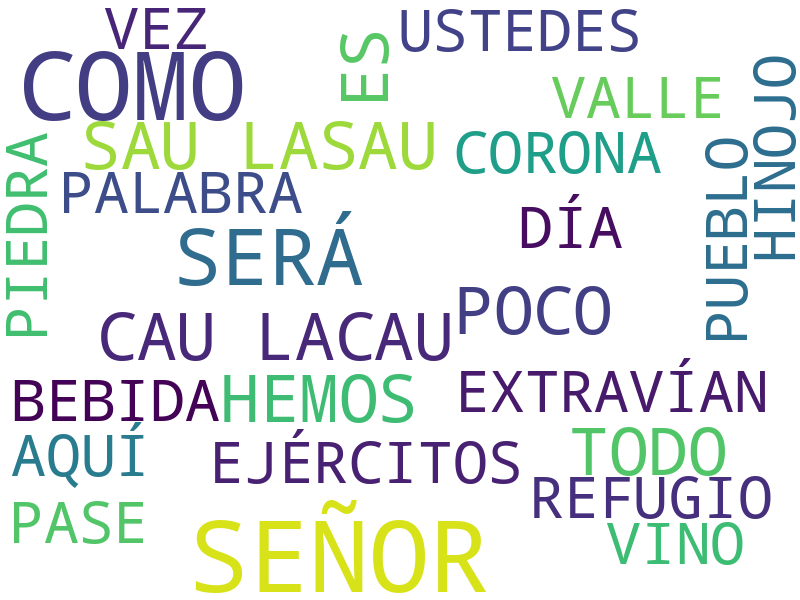 VEZ
USTEDES
ES
COMO
VALLE
HINOJO
SAU LASAU
CORONA
PIEDRA
PALABRA
PUEBLO
DÍA
SERÁ
POCO
CAU LACAU
EXTRAVÍAN
BEBIDA
HEMOS
AQUÍ
EJÉRCITOS
TODO
REFUGIO
PASE
VINO
SEÑOR